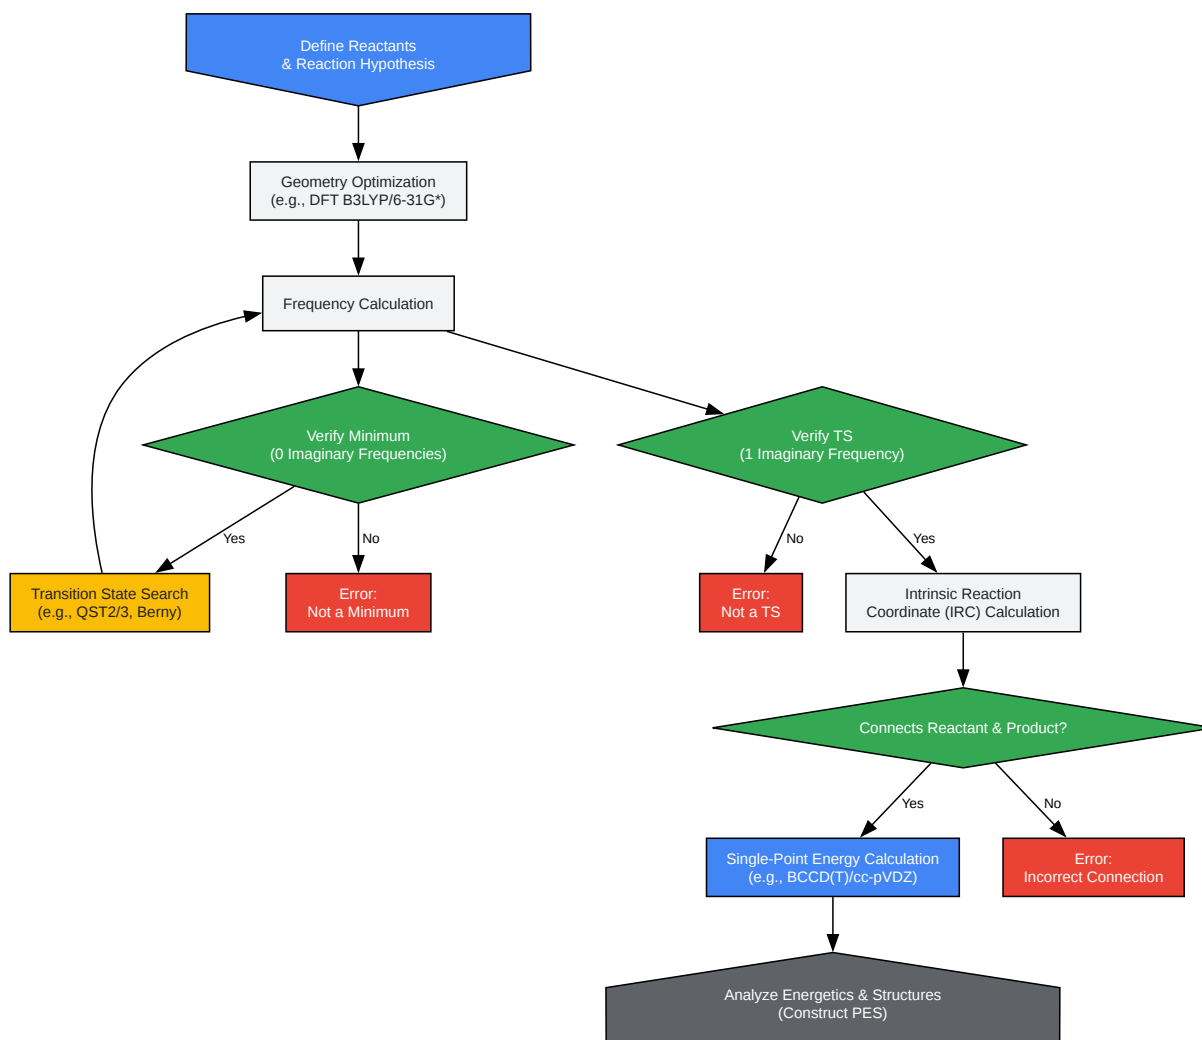 Define Reactants
& Reaction Hypothesis
Geometry Optimization
(e.g., DFT B3LYP/6-31G*)
Frequency Calculation
Verify Minimum
(0 Imaginary Frequencies)
Verify TS
(1 Imaginary Frequency)
Yes
No
No
Yes
Transition State Search
(e.g., QST2/3, Berny)
Error:
Not a Minimum
Error:
Not a TS
Intrinsic Reaction
Coordinate (IRC) Calculation
Connects Reactant & Product?
Yes
No
Single-Point Energy Calculation
(e.g., BCCD(T)/cc-pVDZ)
Error:
Incorrect Connection
Analyze Energetics & Structures
(Construct PES)